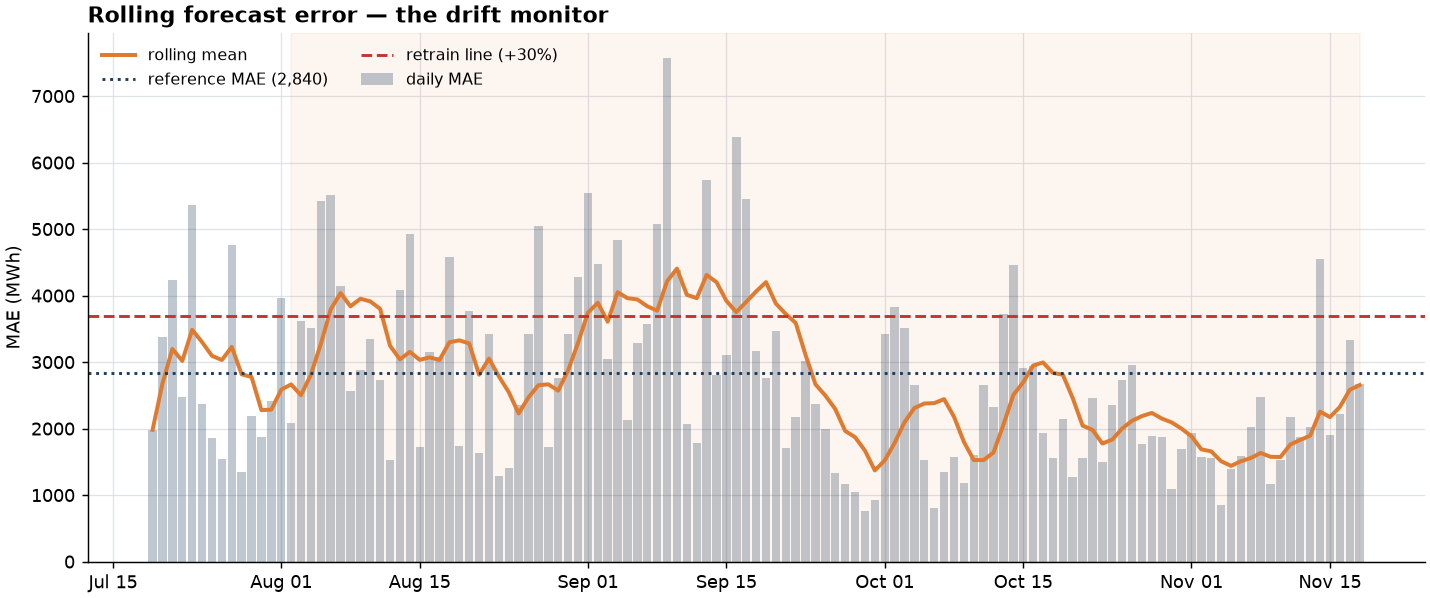 Rolling forecast error — the drift monitor
rolling mean
reference MAE (2,840)
retrain line (+30%)
daily MAE
MAE (MWh)
7000
6000
5000
4000
3000
2000
1000
0
Jul 15
Aug 01
Aug 15
Sep 01
Sep 15
Oct 01
Oct 15
Nov 01
Nov 15